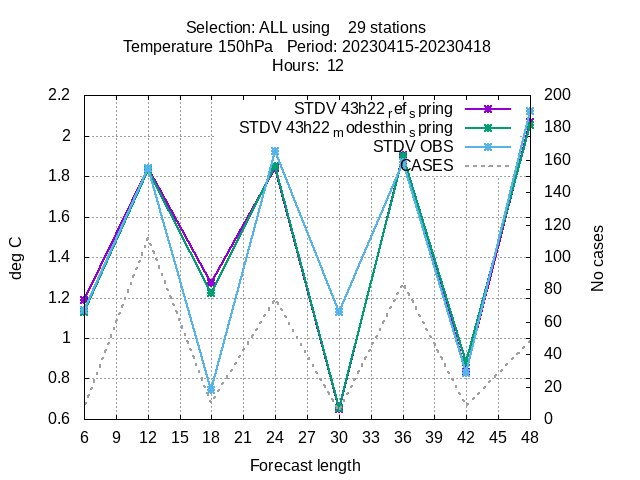 Selection: ALL using    29 stations
Temperature 150hPa   Period: 20230415-20230418
Hours:  12
2.2
2
1.8
1.6
1.4
1.2
1
0.8
0.6
deg C
STDV 43h22 ref spring
STDV 43h22 modesthin spring
STDV OBS
CASES
200
180
160
140
120
100
80
60
40
20
0
No cases
6 9 12 15 18 21 24 27 30 33 36 39 42 45 48
Forecast length